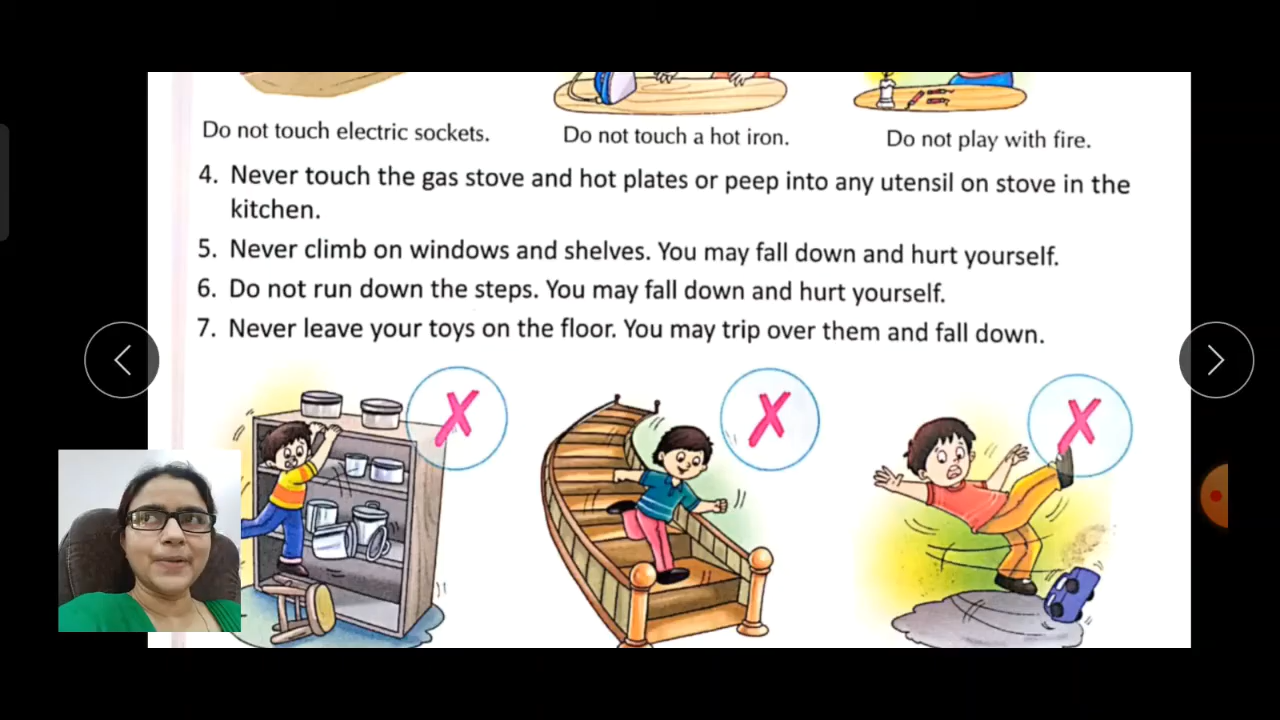 Do not touch electric sockets.
Do not touch a hot iron.
Do not play with fire.
4. Never touch the gas stove and hot plates or peep into any utensil on stove in the
kitchen.
5. Never climb on windows and shelves. You may fall down and hurt yourself.
6. Do not run down the steps. You may fall down and hurt yourself.
7. Never leave your toys on the floor. You may trip over them and fall down.